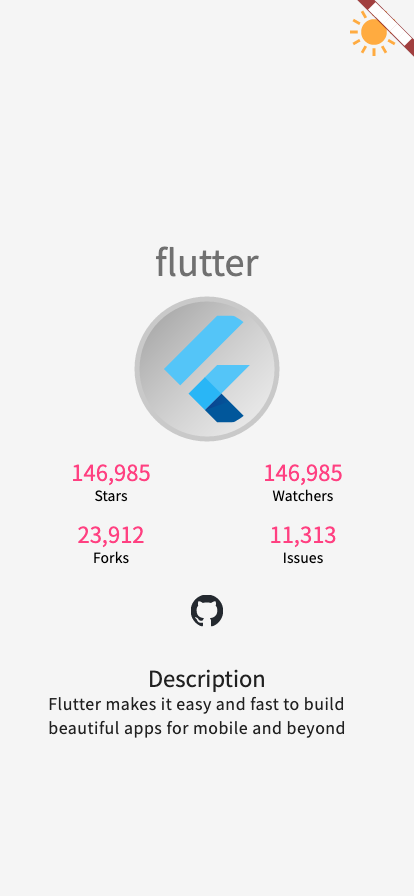 flutter
146,985
146,985
Stars
Watchers
23,912
11,313
Forks
Issues
Description
Flutter makes it easy and fast to build
beautiful apps for mobile and beyond